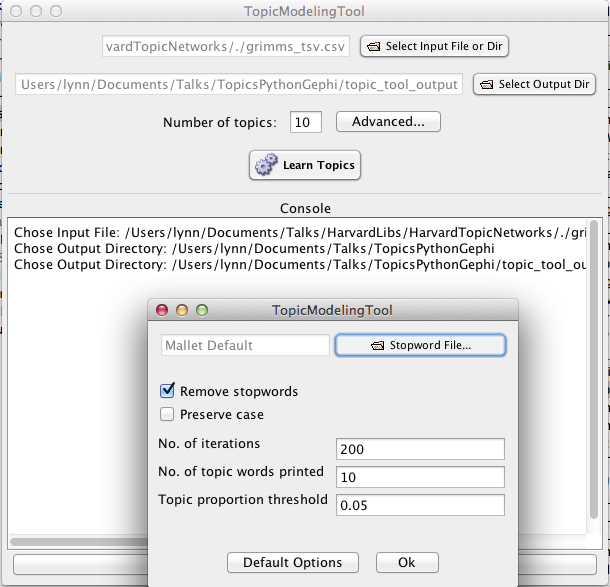 TopicModelingTool
vardTopicNetworks/./grimms_tsv.csv
Select Input File or Dir
Users/lynn/Documents/Talks/TopicsPythonGephi/topic_tool_output
Select Output Dir
Number of topics:
10
Advanced...
Learn Topics
Console
Chose Input File: /Users/lynn/Documents/Talks/HarvardLibs/HarvardTopicNetworks/./gri
Chose Output Directory: /Users/lynn/Documents/Talks/TopicsPythonGephi
Chose Output Directory: /Users/lynn/Documents/Talks/TopicsPythonGephi/topic_tool_ou
TopicModelingTool
Mallet Default
Stopword File...
Remove stopwords
Preserve case
No. of iterations
200
No. of topic words printed
10
Topic proportion threshold
0.05
Default Options
Ok